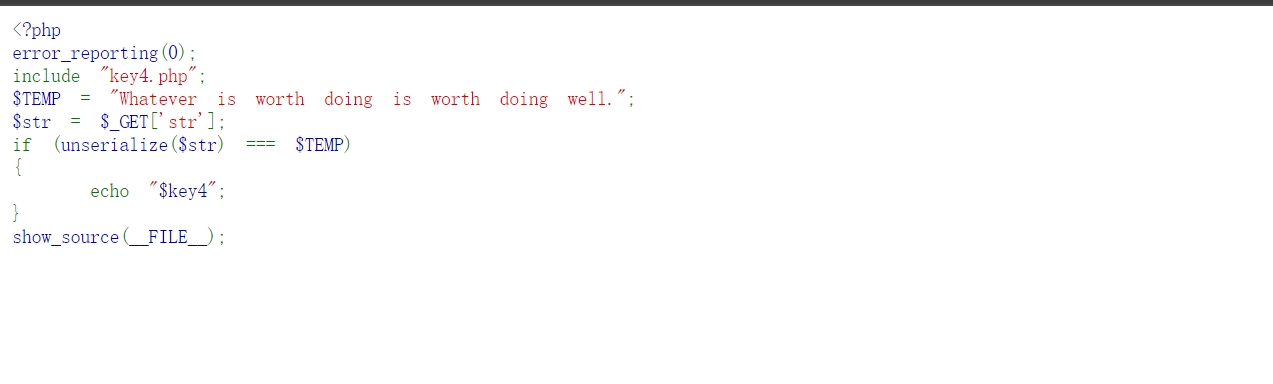 <?php
error_reporting(0);
include "key4.php";
$TEMP = "Whatever is worth doing is worth doing well.";
$str = $_GET['str'];
if (unserialize($str) === $TEMP)
{
echo "$key4";
}
show_source(__FILE__);